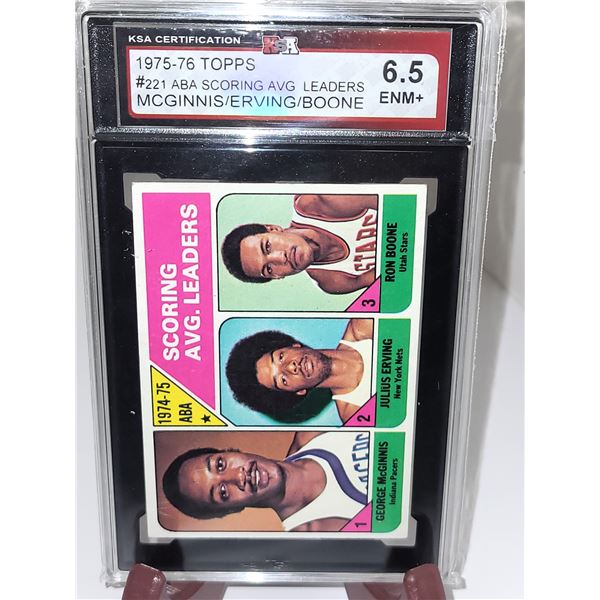 KSA CERTIFICATION
KSA
1975-76 TOPPS
#221 ABA SCORING AVG LEADERS
MCGINNIS/ERVING/BOONE
6.5
ENM+
1974-75
ABA
SCORING
AVG. LEADERS
1
GEORGE McGINNIS
Indiana Pacers
2
JULIUS ERVING
New York Nets
3
RON BOONE
Utah Stars
STARS
PACERS